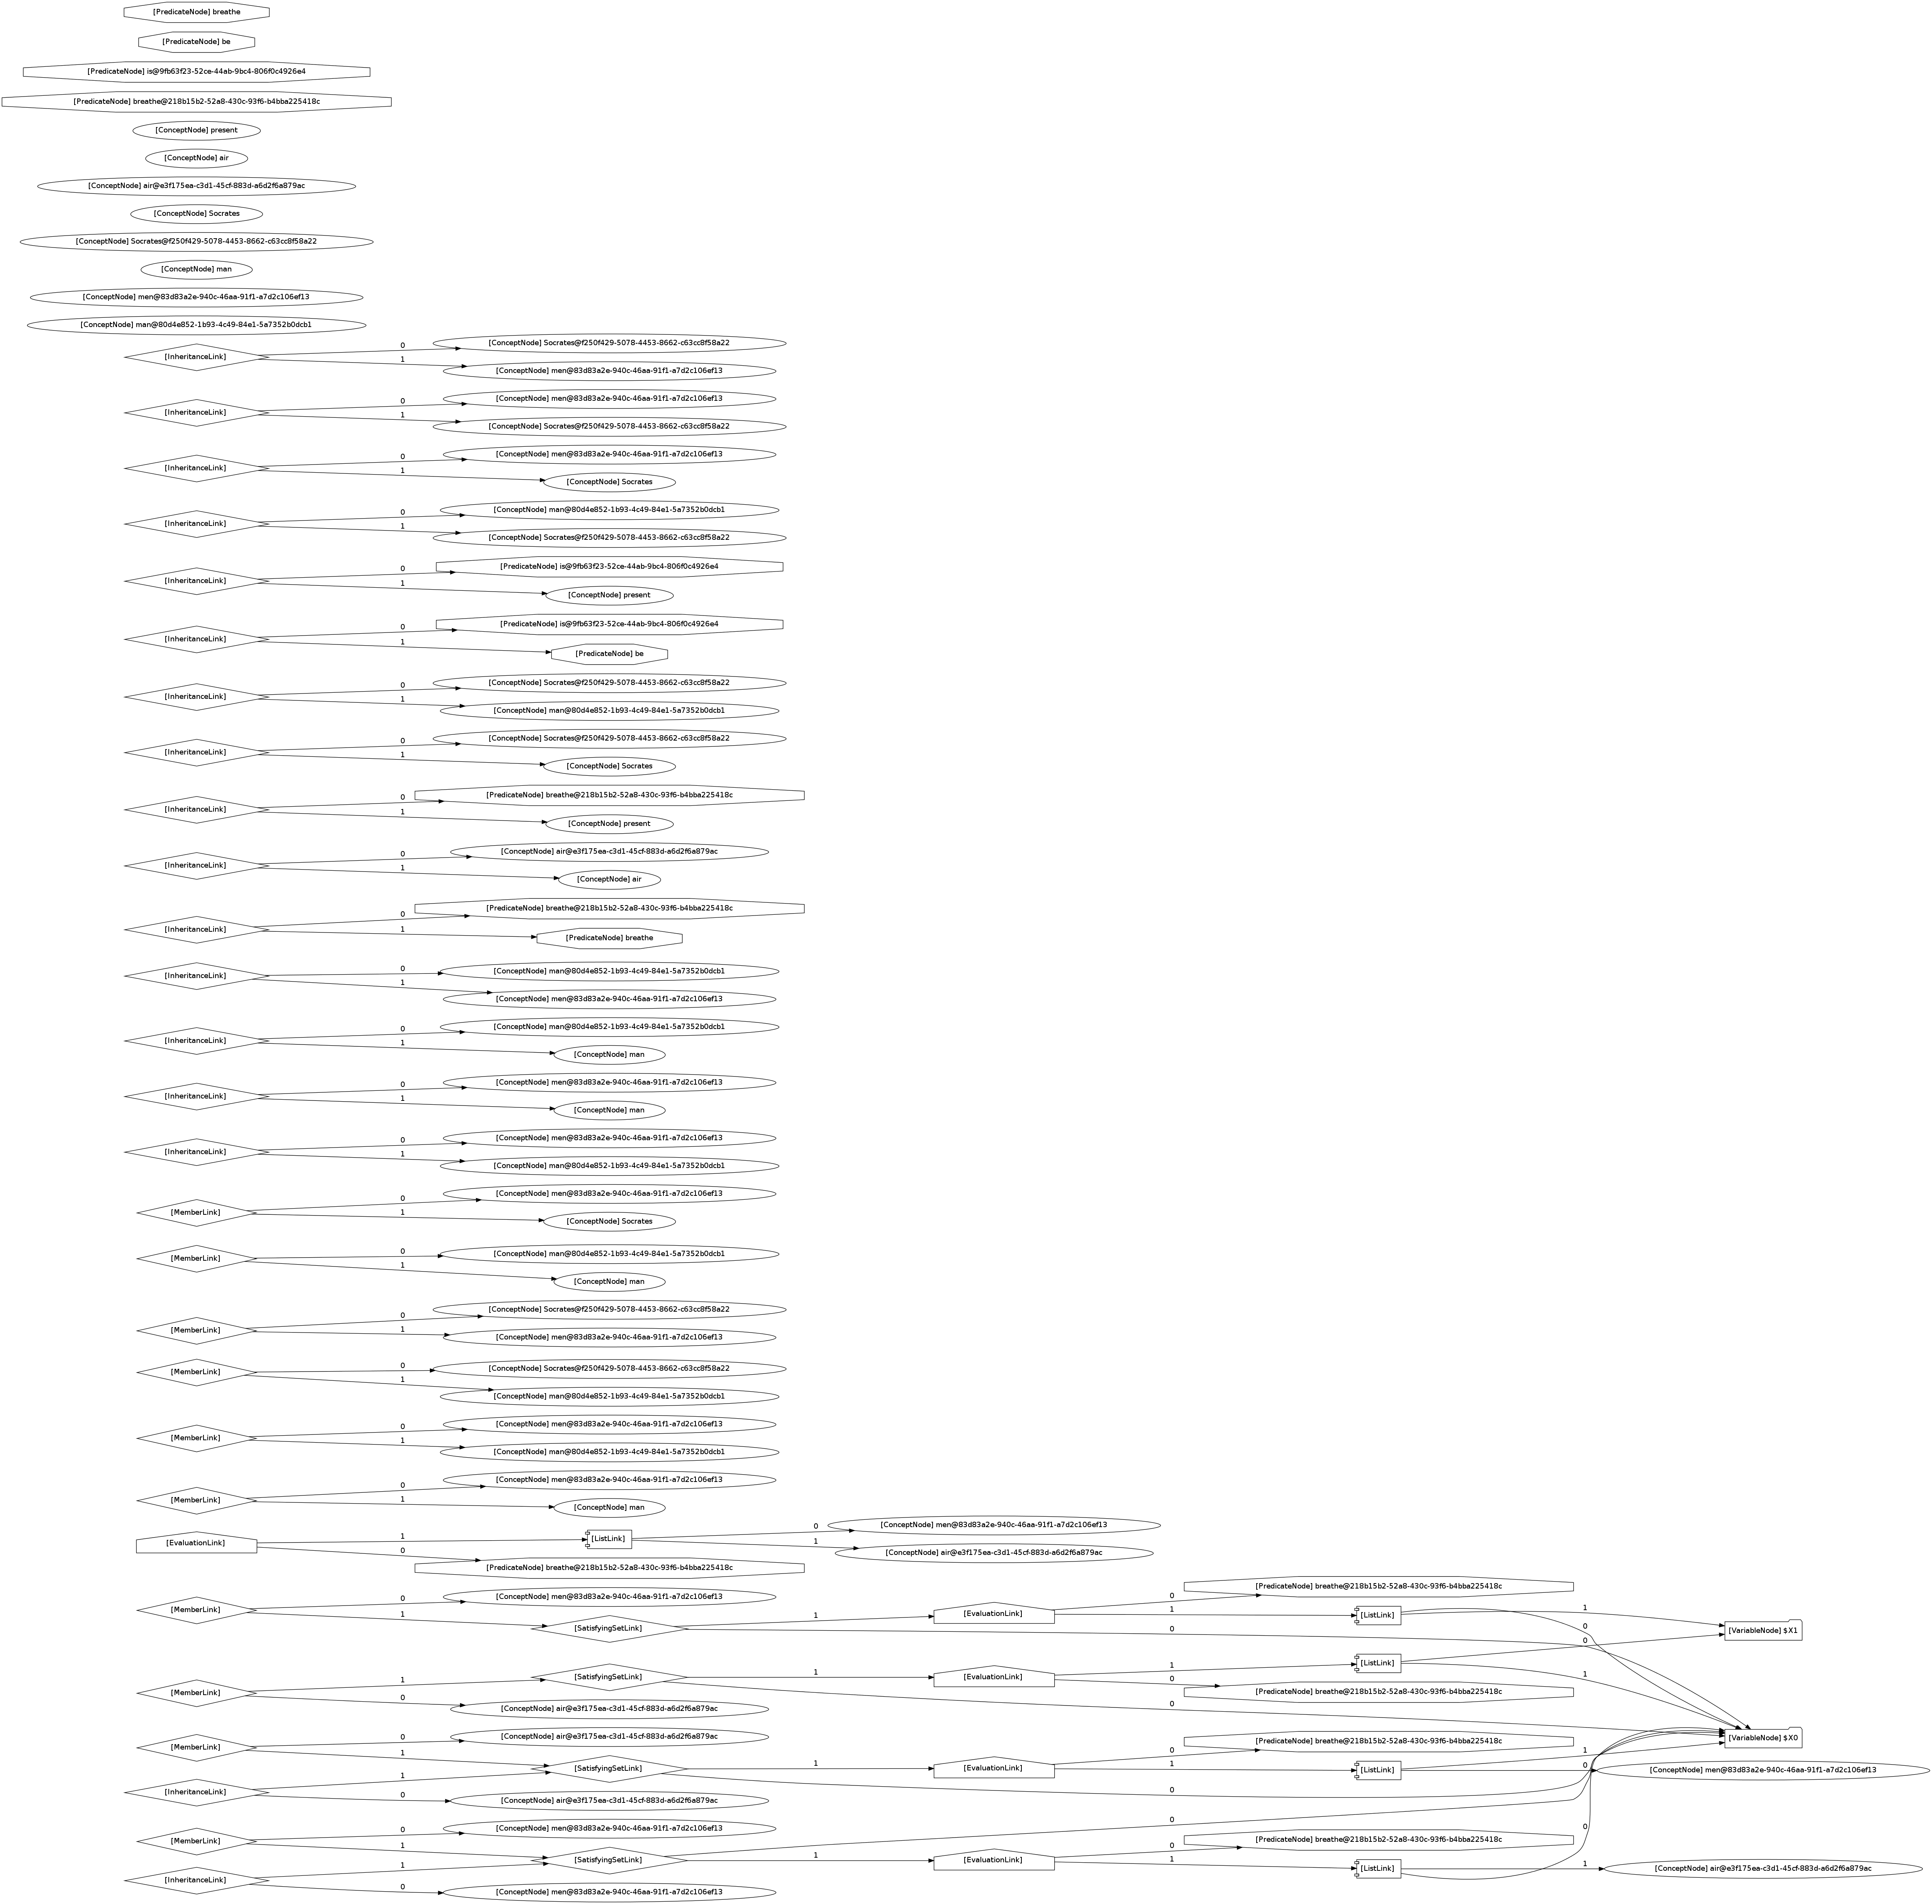 [PredicateNode] breathe
[PredicateNode] be
[PredicateNode] is@9fb63f23-52ce-44ab-9bc4-806f0c4926e4
[PredicateNode] breathe@218b15b2-52a8-430c-93f6-b4bba225418c
[ConceptNode] present
[ConceptNode] air
[ConceptNode] air@e3f175ea-c3d1-45cf-883d-a6d2f6a879ac
[ConceptNode] Socrates
[ConceptNode] Socrates@f250f429-5078-4453-8662-c63cc8f58a22
[ConceptNode] man
[ConceptNode] men@83d83a2e-940c-46aa-91f1-a7d2c106ef13
[ConceptNode] man@80d4e852-1b93-4c49-84e1-5a7352b0dcb1
[InheritanceLink]
0
[ConceptNode] Socrates@f250f429-5078-4453-8662-c63cc8f58a22
1
[ConceptNode] men@83d83a2e-940c-46aa-91f1-a7d2c106ef13
[InheritanceLink]
0
[ConceptNode] men@83d83a2e-940c-46aa-91f1-a7d2c106ef13
1
[ConceptNode] Socrates@f250f429-5078-4453-8662-c63cc8f58a22
[InheritanceLink]
0
[ConceptNode] men@83d83a2e-940c-46aa-91f1-a7d2c106ef13
1
[ConceptNode] Socrates
[InheritanceLink]
0
[ConceptNode] man@80d4e852-1b93-4c49-84e1-5a7352b0dcb1
1
[ConceptNode] Socrates@f250f429-5078-4453-8662-c63cc8f58a22
[InheritanceLink]
0
[PredicateNode] is@9fb63f23-52ce-44ab-9bc4-806f0c4926e4
1
[ConceptNode] present
[InheritanceLink]
0
[PredicateNode] is@9fb63f23-52ce-44ab-9bc4-806f0c4926e4
1
[PredicateNode] be
[InheritanceLink]
0
[ConceptNode] Socrates@f250f429-5078-4453-8662-c63cc8f58a22
1
[ConceptNode] man@80d4e852-1b93-4c49-84e1-5a7352b0dcb1
[InheritanceLink]
0
[ConceptNode] Socrates@f250f429-5078-4453-8662-c63cc8f58a22
1
[ConceptNode] Socrates
[InheritanceLink]
0
[PredicateNode] breathe@218b15b2-52a8-430c-93f6-b4bba225418c
1
[ConceptNode] present
[InheritanceLink]
0
[ConceptNode] air@e3f175ea-c3d1-45cf-883d-a6d2f6a879ac
1
[ConceptNode] air
[InheritanceLink]
0
[PredicateNode] breathe@218b15b2-52a8-430c-93f6-b4bba225418c
1
[PredicateNode] breathe
[InheritanceLink]
0
[ConceptNode] man@80d4e852-1b93-4c49-84e1-5a7352b0dcb1
1
[ConceptNode] men@83d83a2e-940c-46aa-91f1-a7d2c106ef13
[InheritanceLink]
0
[ConceptNode] man@80d4e852-1b93-4c49-84e1-5a7352b0dcb1
1
[ConceptNode] man
[InheritanceLink]
0
[ConceptNode] men@83d83a2e-940c-46aa-91f1-a7d2c106ef13
1
[ConceptNode] man
[InheritanceLink]
0
[ConceptNode] men@83d83a2e-940c-46aa-91f1-a7d2c106ef13
1
[ConceptNode] man@80d4e852-1b93-4c49-84e1-5a7352b0dcb1
[MemberLink]
0
[ConceptNode] men@83d83a2e-940c-46aa-91f1-a7d2c106ef13
1
[ConceptNode] Socrates
[MemberLink]
0
[ConceptNode] man@80d4e852-1b93-4c49-84e1-5a7352b0dcb1
1
[ConceptNode] man
[MemberLink]
0
[ConceptNode] Socrates@f250f429-5078-4453-8662-c63cc8f58a22
1
[ConceptNode] men@83d83a2e-940c-46aa-91f1-a7d2c106ef13
[MemberLink]
0
[ConceptNode] Socrates@f250f429-5078-4453-8662-c63cc8f58a22
1
[ConceptNode] man@80d4e852-1b93-4c49-84e1-5a7352b0dcb1
[MemberLink]
0
[ConceptNode] men@83d83a2e-940c-46aa-91f1-a7d2c106ef13
1
[ConceptNode] man@80d4e852-1b93-4c49-84e1-5a7352b0dcb1
[MemberLink]
0
[ConceptNode] men@83d83a2e-940c-46aa-91f1-a7d2c106ef13
1
[ConceptNode] man
[EvaluationLink]
1
[ListLink]
0
[ConceptNode] men@83d83a2e-940c-46aa-91f1-a7d2c106ef13
1
[ConceptNode] air@e3f175ea-c3d1-45cf-883d-a6d2f6a879ac
0
[PredicateNode] breathe@218b15b2-52a8-430c-93f6-b4bba225418c
[MemberLink]
0
[ConceptNode] men@83d83a2e-940c-46aa-91f1-a7d2c106ef13
1
[SatisfyingSetLink]
1
[EvaluationLink]
0
[PredicateNode] breathe@218b15b2-52a8-430c-93f6-b4bba225418c
1
[ListLink]
1
0
[VariableNode] $X1
0
[MemberLink]
1
[SatisfyingSetLink]
1
[EvaluationLink]
1
[ListLink]
0
1
0
[PredicateNode] breathe@218b15b2-52a8-430c-93f6-b4bba225418c
0
[ConceptNode] air@e3f175ea-c3d1-45cf-883d-a6d2f6a879ac
0
[VariableNode] $X0
[MemberLink]
0
[ConceptNode] air@e3f175ea-c3d1-45cf-883d-a6d2f6a879ac
1
[SatisfyingSetLink]
1
[EvaluationLink]
0
[PredicateNode] breathe@218b15b2-52a8-430c-93f6-b4bba225418c
1
[ListLink]
1
0
[ConceptNode] men@83d83a2e-940c-46aa-91f1-a7d2c106ef13
0
[InheritanceLink]
1
0
[ConceptNode] air@e3f175ea-c3d1-45cf-883d-a6d2f6a879ac
[MemberLink]
0
[ConceptNode] men@83d83a2e-940c-46aa-91f1-a7d2c106ef13
1
[SatisfyingSetLink]
0
1
[EvaluationLink]
0
[PredicateNode] breathe@218b15b2-52a8-430c-93f6-b4bba225418c
1
[ListLink]
0
1
[ConceptNode] air@e3f175ea-c3d1-45cf-883d-a6d2f6a879ac
[InheritanceLink]
1
0
[ConceptNode] men@83d83a2e-940c-46aa-91f1-a7d2c106ef13